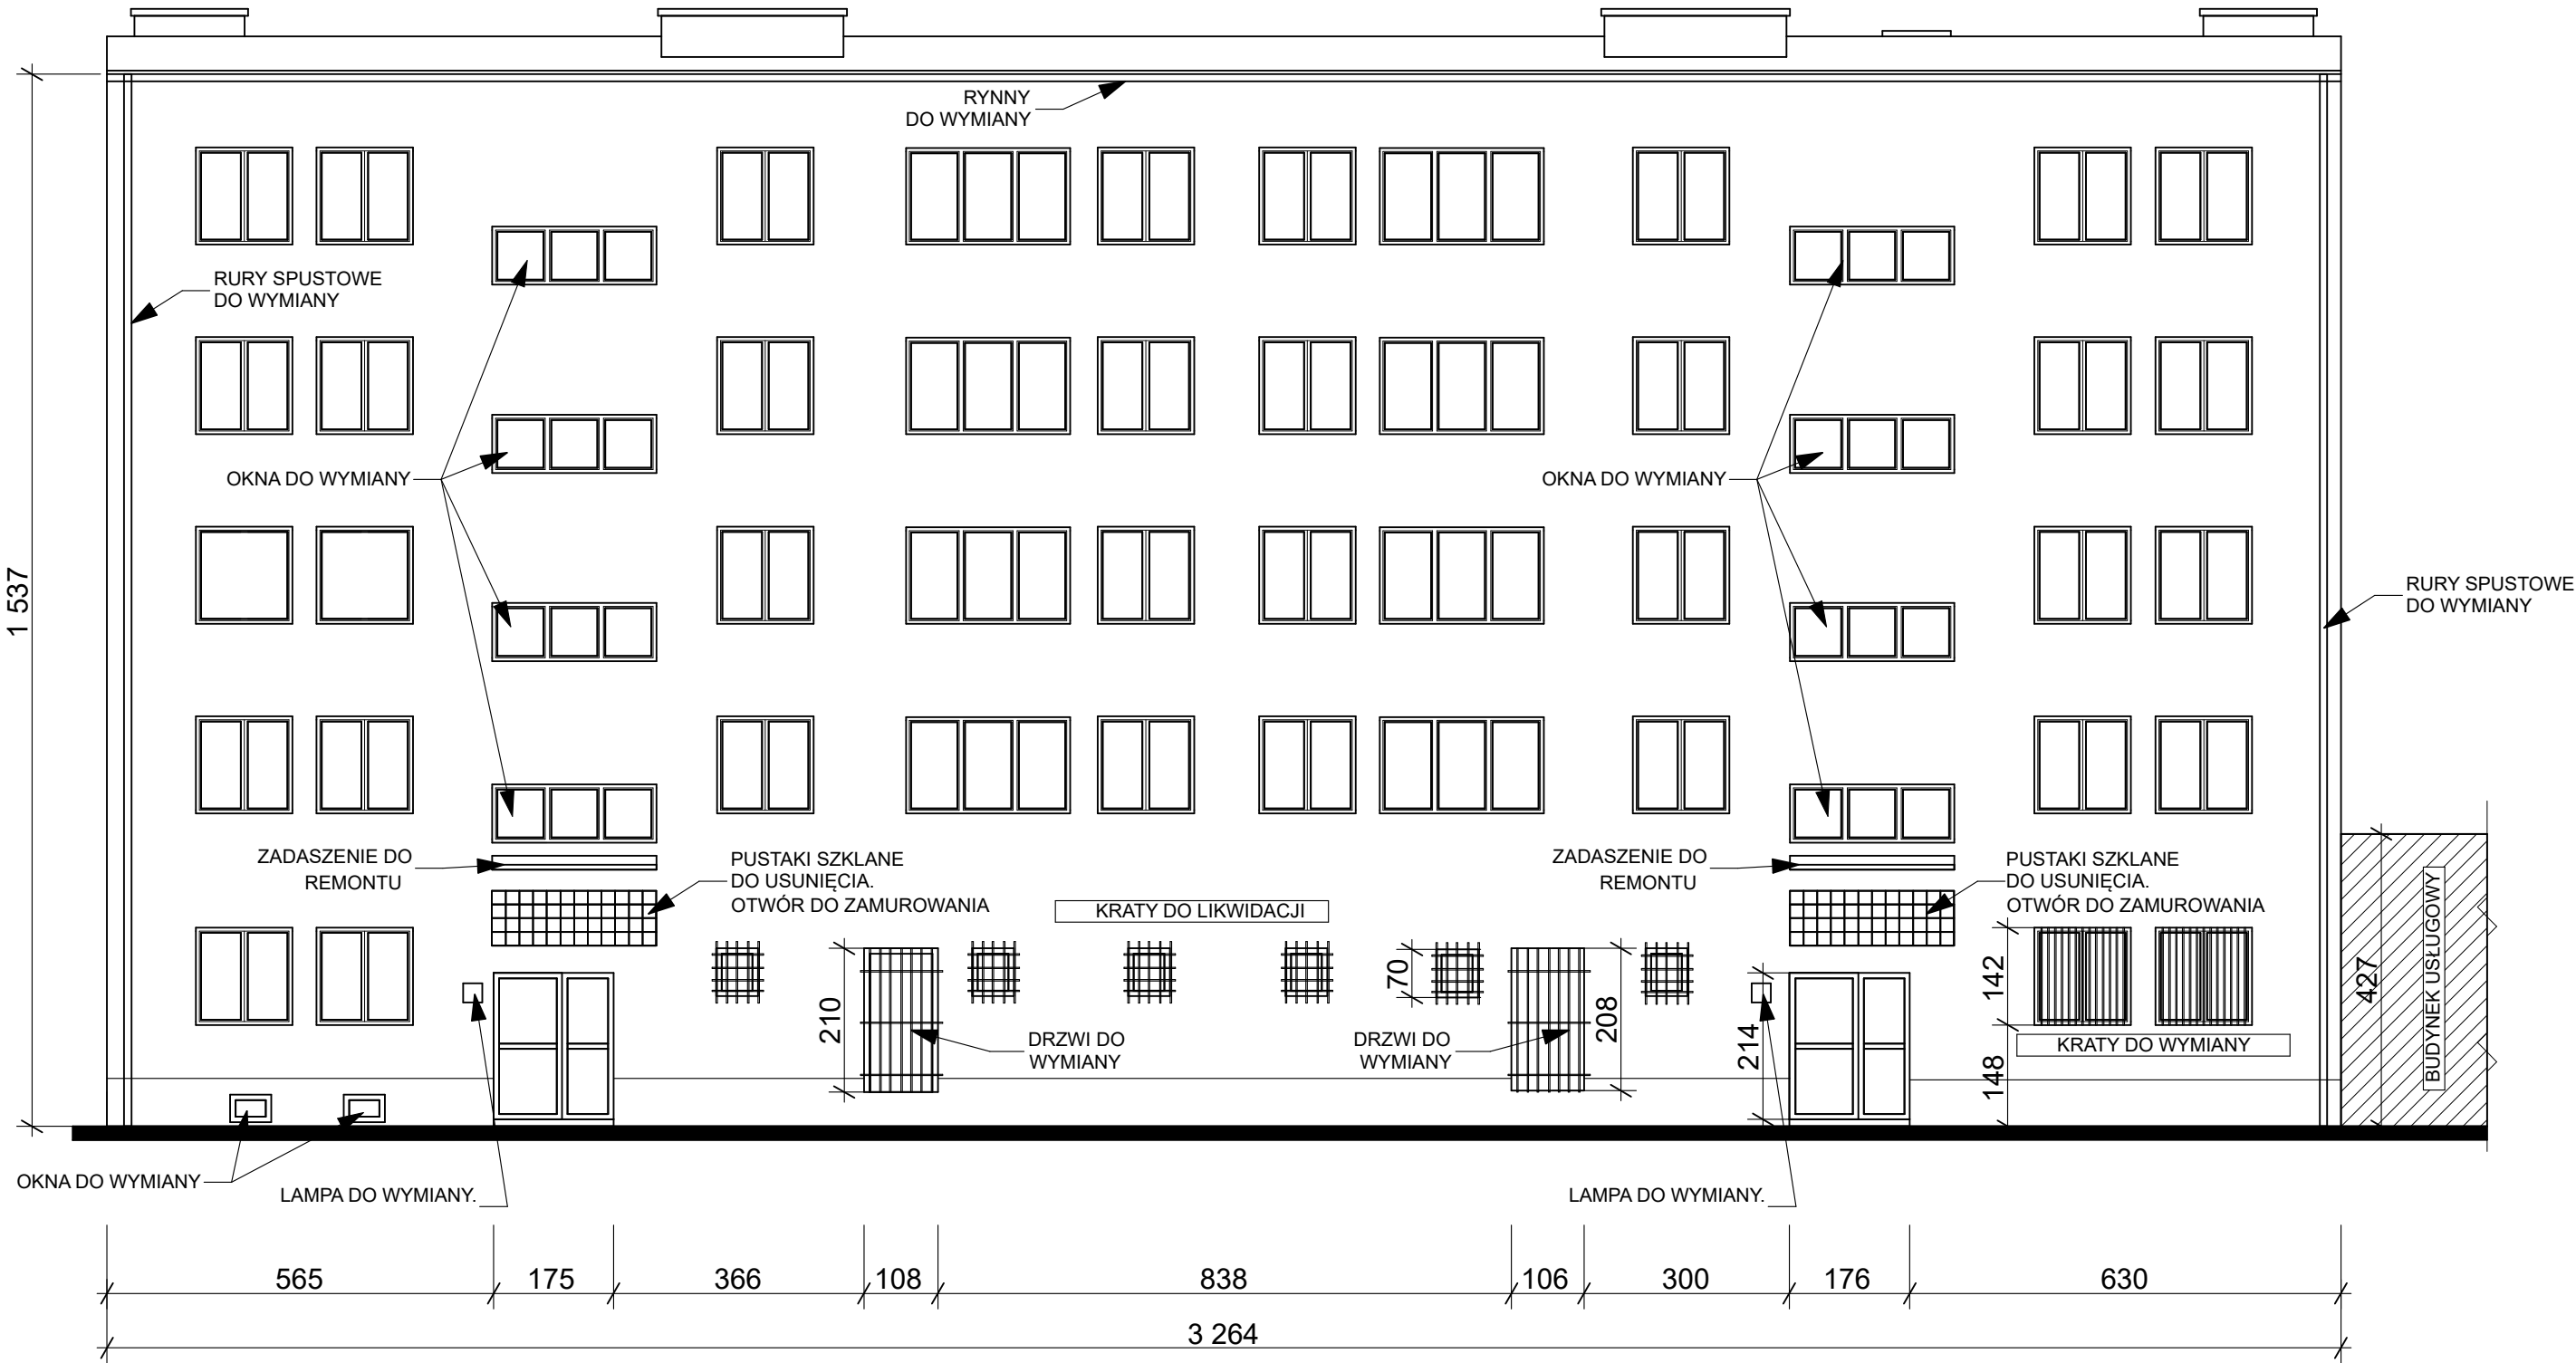 RYNNY
DO WYMIANY
RURY SPUSTOWE
DO WYMIANY
OKNA DO WYMIANY
OKNA DO WYMIANY
1 537
RURY SPUSTOWE
DO WYMIANY
ZADASZENIE DO
REMONTU
PUSTAKI SZKLANE
DO USUNIĘCIA.
OTWÓR DO ZAMUROWANIA
KRATY DO LIKWIDACJI
ZADASZENIE DO
REMONTU
PUSTAKI SZKLANE
DO USUNIĘCIA.
OTWÓR DO ZAMUROWANIA
BUDYNEK USŁUGOWY
427
210
DRZWI DO
WYMIANY
70
DRZWI DO
WYMIANY
208
214
142
148
KRATY DO WYMIANY
OKNA DO WYMIANY
LAMPA DO WYMIANY.
LAMPA DO WYMIANY.
565 175 366 108 838 106 300 176 630
3 264